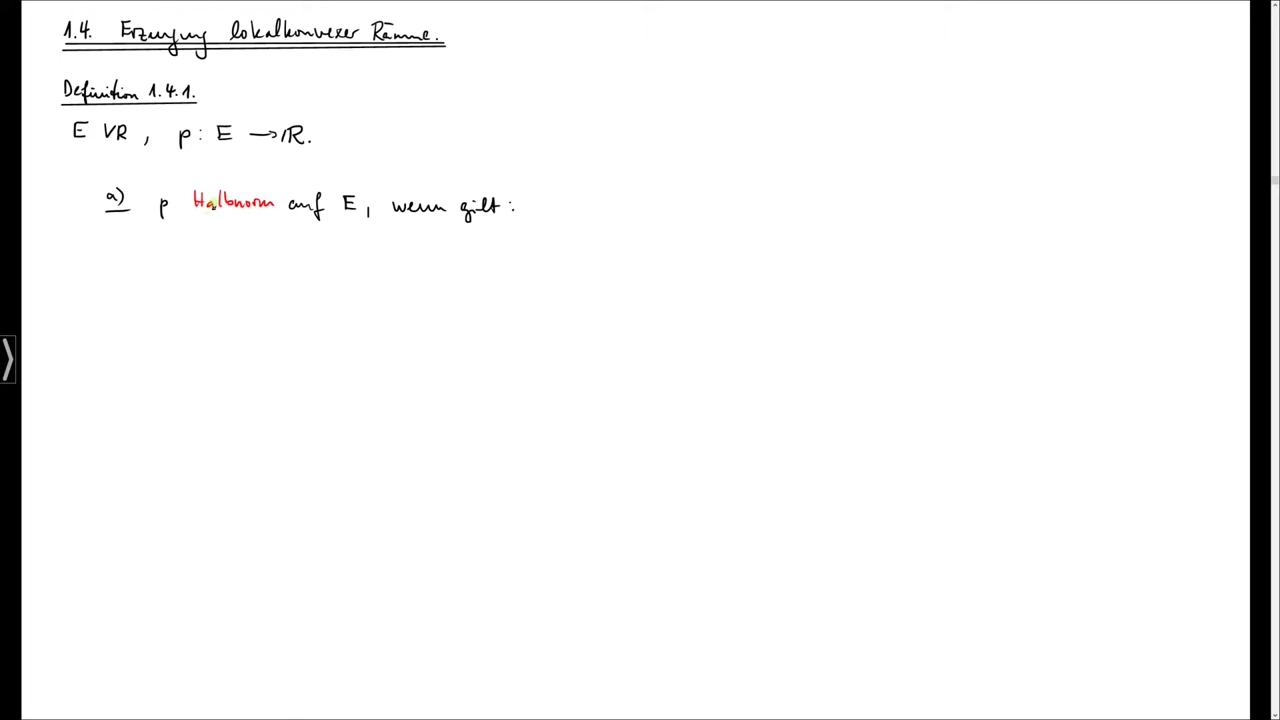 1.4. Erzeugung lokalkonvexer Räume.
Definition 1.4.1.
E VR, p: E → ℝ.
a) p Halbnorm auf E, wenn gilt: